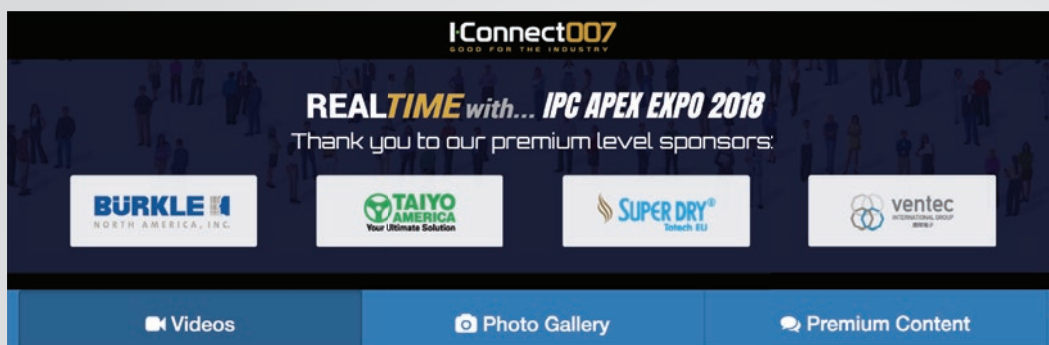 I-Connect007
GOOD FOR THE INDUSTRY
REALTIME with... IPC APEX EXPO 2018
Thank you to our premium level sponsors:
BÜRKLE
NORTH AMERICA, INC.
TAIYO
AMERICA
Your Ultimate Solution
SUPER DRY®
Totech EU
ventec
INTERNATIONAL GROUP
Videos
Photo Gallery
Premium Content